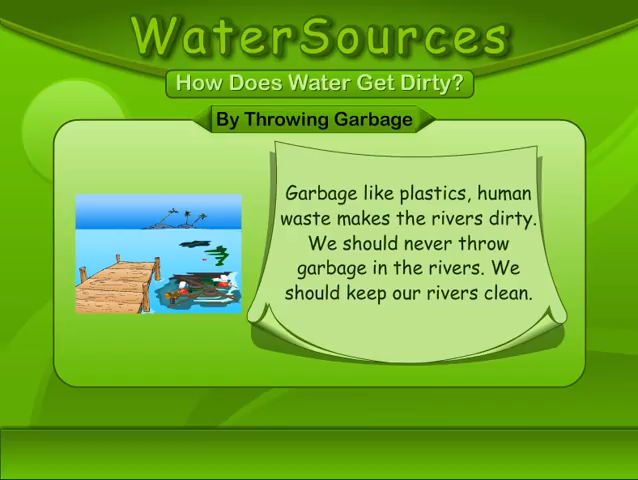 WaterSources
How Does Water Get Dirty?
By Throwing Garbage
Garbage like plastics, human
waste makes the rivers dirty.
We should never throw
garbage in the rivers. We
should keep our rivers clean.